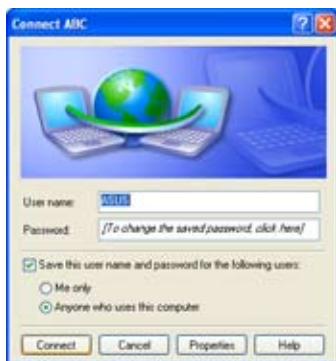 Connect ABC
User name: ASUS
Password: [To change the saved password, click here]
Save this user name and password for the following users:
Me only
Anyone who uses this computer
Connect Cancel Properties Help